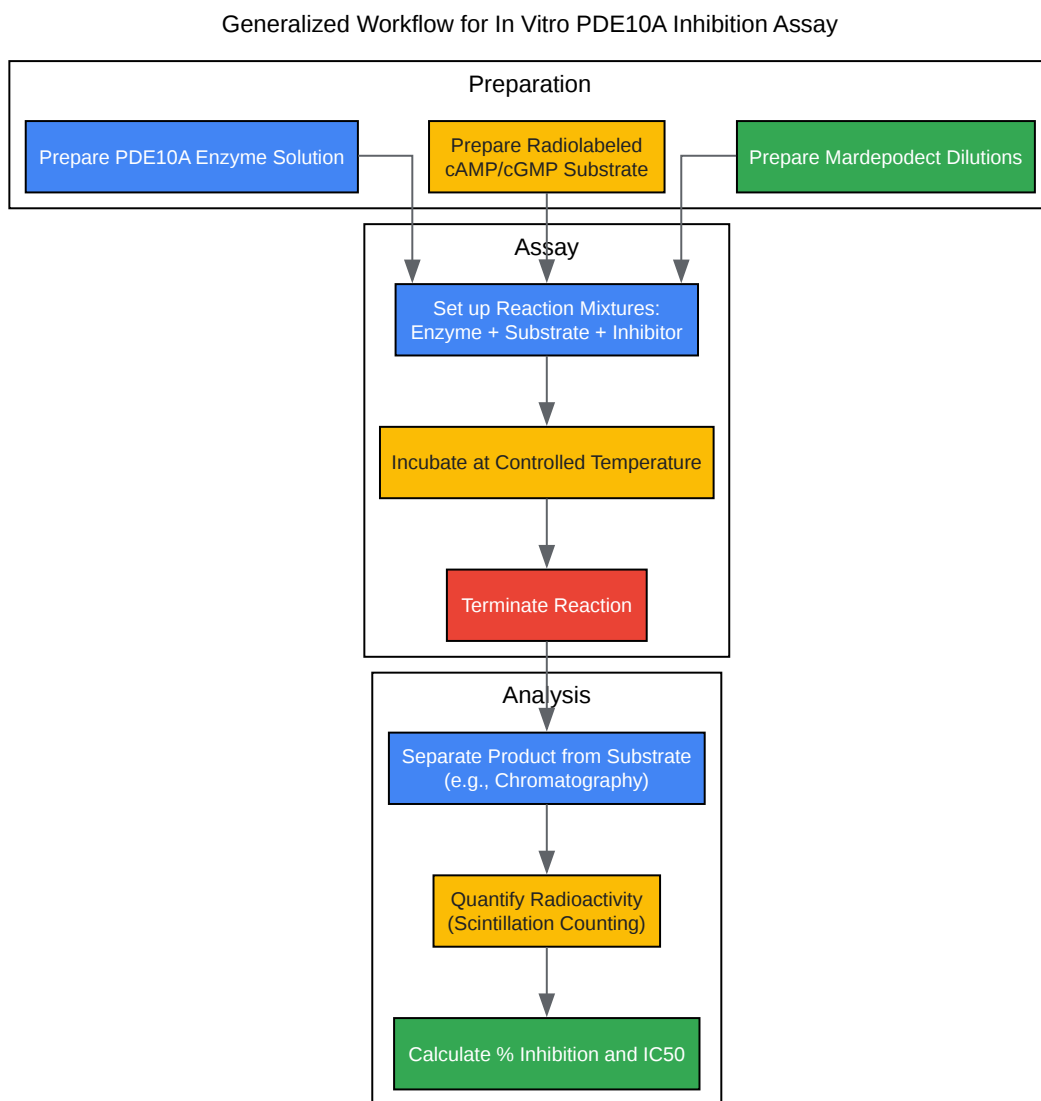 Generalized Workflow for In Vitro PDE10A Inhibition Assay
Preparation
Prepare PDE10A Enzyme Solution
Prepare Radiolabeled
cAMP/cGMP Substrate
Prepare Mardepodect Dilutions
Assay
Set up Reaction Mixtures:
Enzyme + Substrate + Inhibitor
Incubate at Controlled Temperature
Terminate Reaction
Analysis
Separate Product from Substrate
(e.g., Chromatography)
Quantify Radioactivity
(Scintillation Counting)
Calculate % Inhibition and IC50